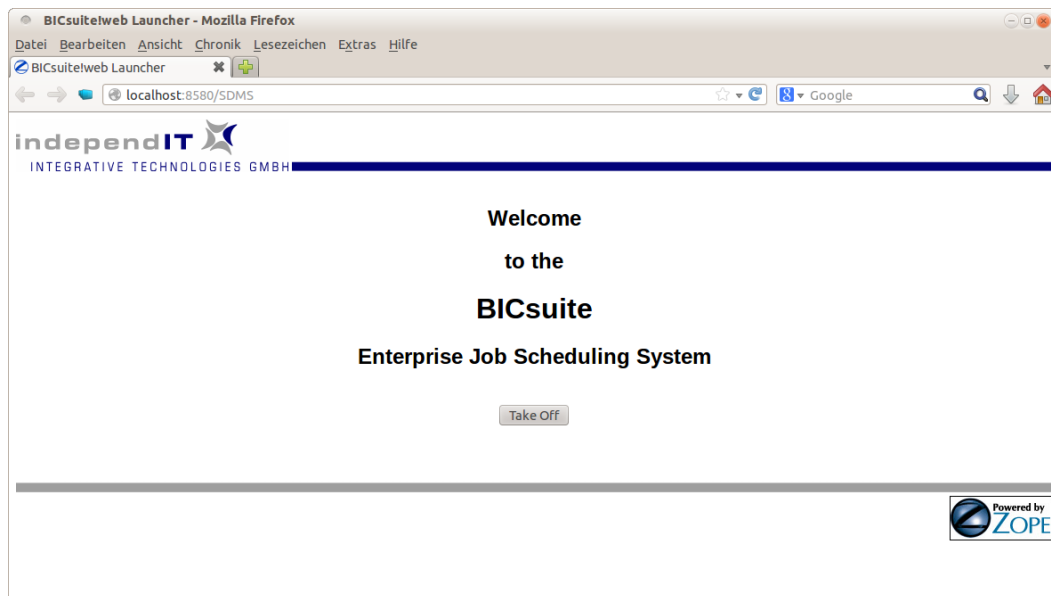 BICsuite!web Launcher - Mozilla Firefox
Datei Bearbeiten Ansicht Chronik Lesezeichen Extras Hilfe
BICsuite!web Launcher
localhost:8580/SDMS
8 Google
independIT
INTEGRATIVE TECHNOLOGIES GMBH
Welcome
to the
BICsuite
Enterprise Job Scheduling System
Take Off
Powered by
ZOPE